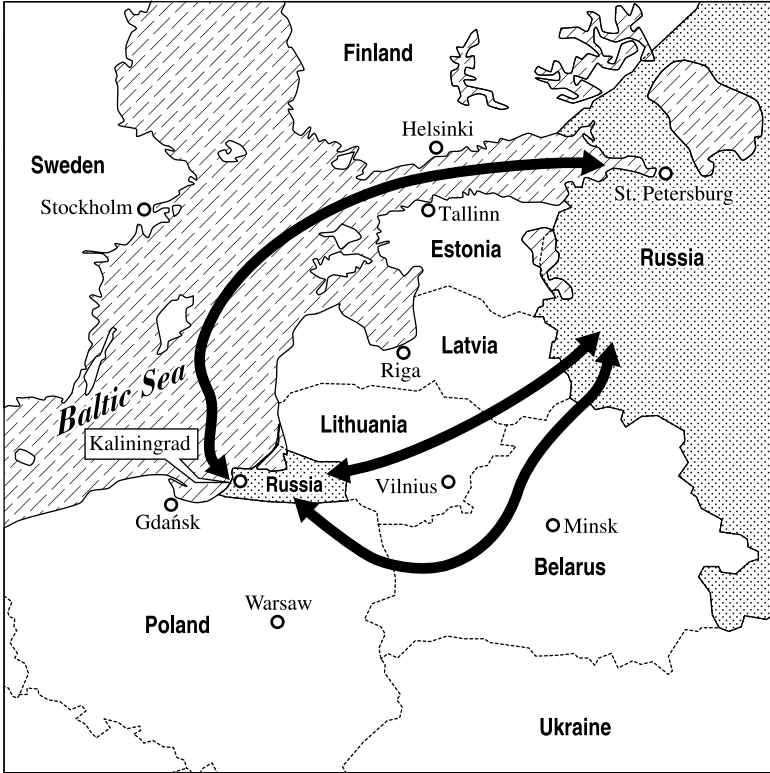 Finland
Helsinki
Sweden
St. Petersburg
Stockholm
Tallinn
Estonia
Russia
Latvia
Riga
Baltic Sea
Lithuania
Kaliningrad
Russia
Vilnius
Gdańsk
Minsk
Belarus
Warsaw
Poland
Ukraine